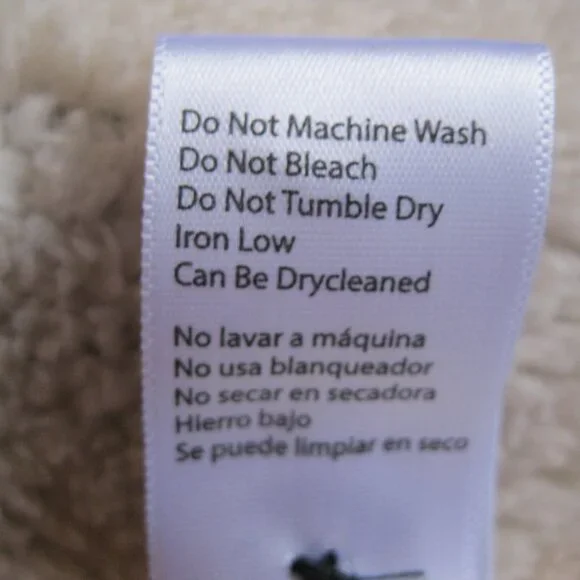 Do Not Machine Wash
Do Not Bleach
Do Not Tumble Dry
Iron Low
Can Be Drycleaned
No lavar a máquina
No usa blanqueador
No secar en secadora
Hierro bajo
Se puede limpiar en seco